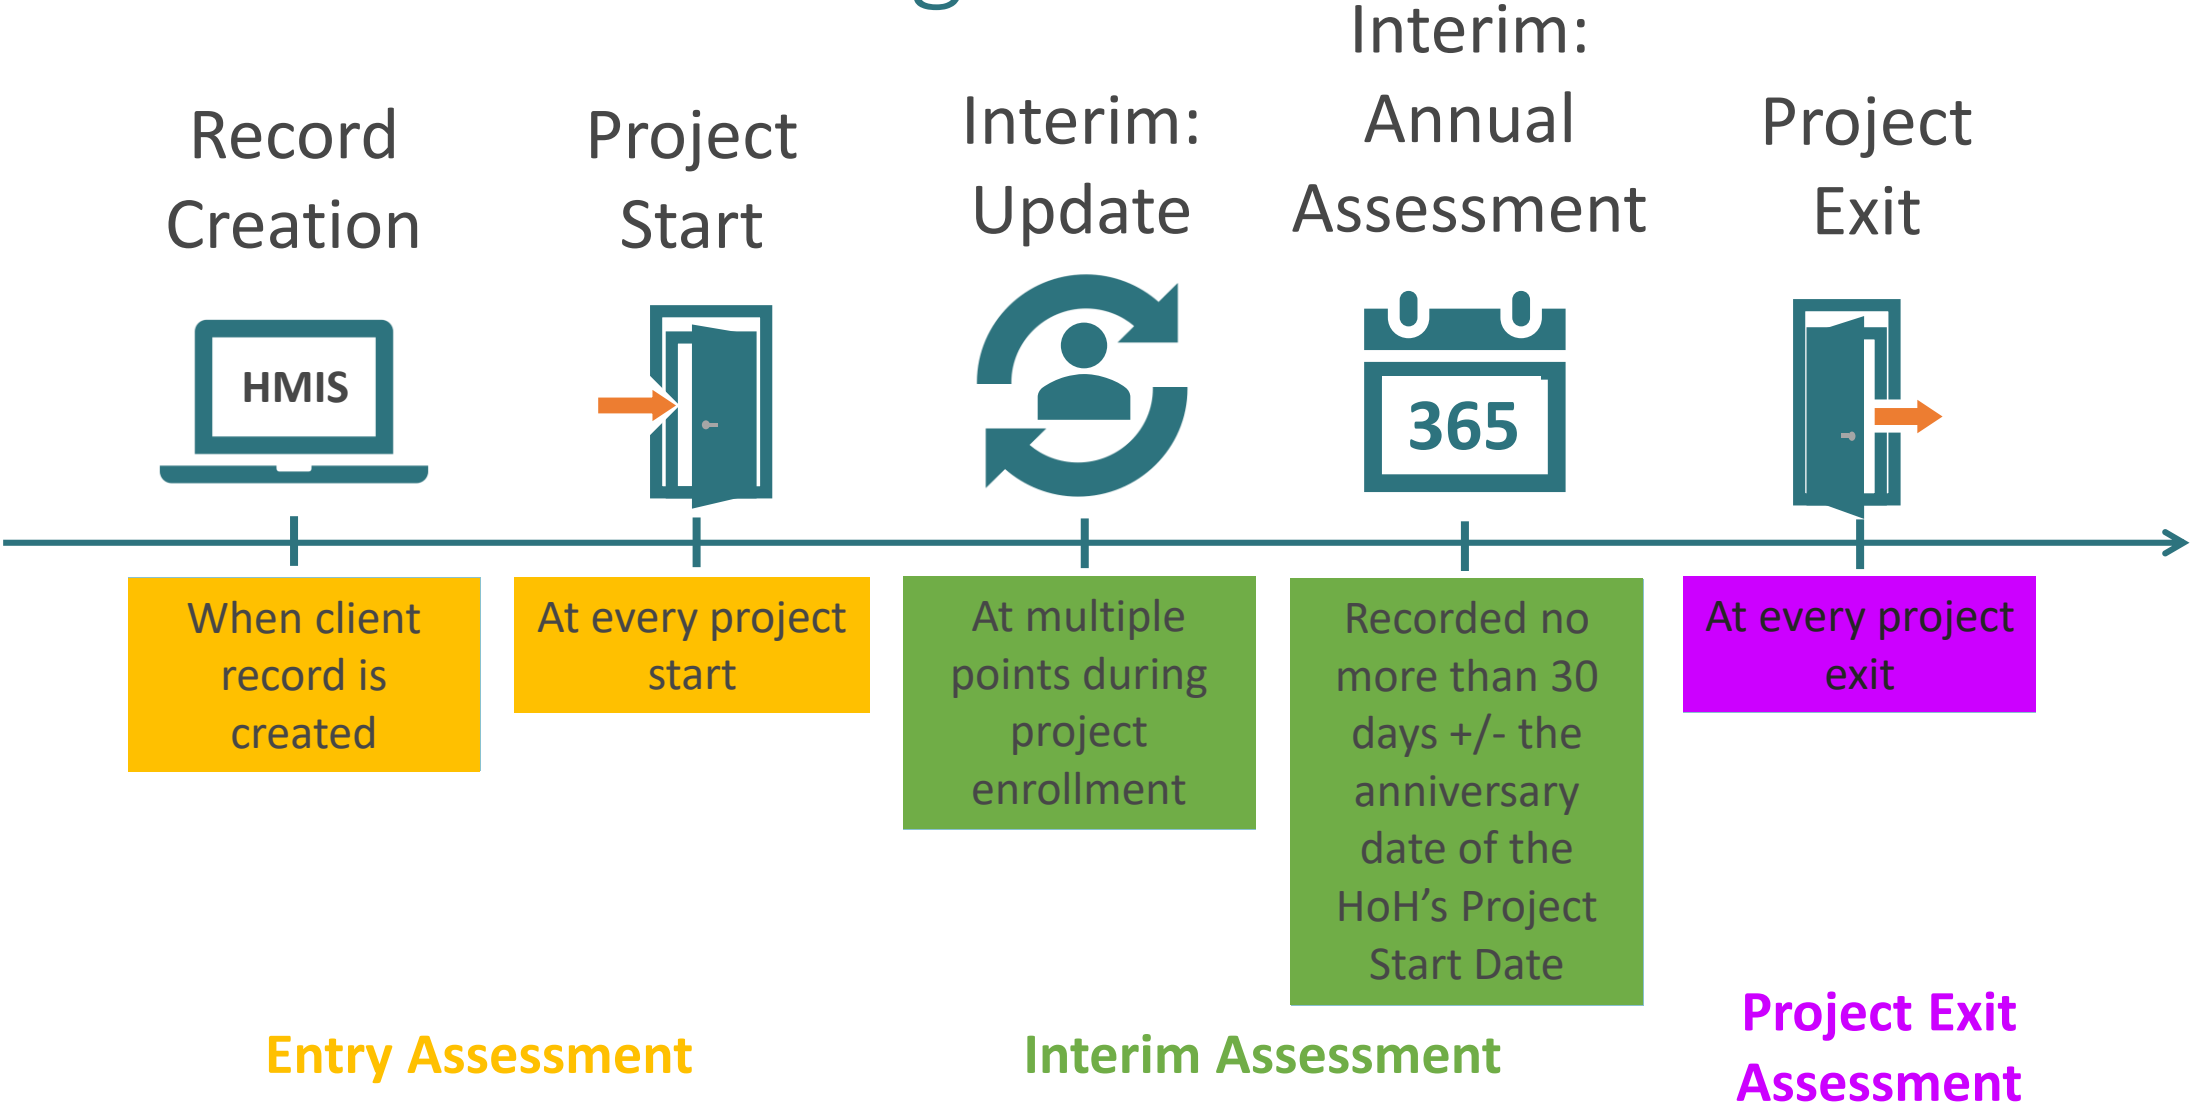 Record
Creation
Project
Start
Interim:
Update
Interim:
Annual
Assessment
Project
Exit
HMIS
365
When client
record is
created
At every project
start
At multiple
points during
project
enrollment
Recorded no
more than 30
days +/- the
anniversary
date of the
HoH’s Project
Start Date
At every project
exit
Entry Assessment
Interim Assessment
Project Exit
Assessment